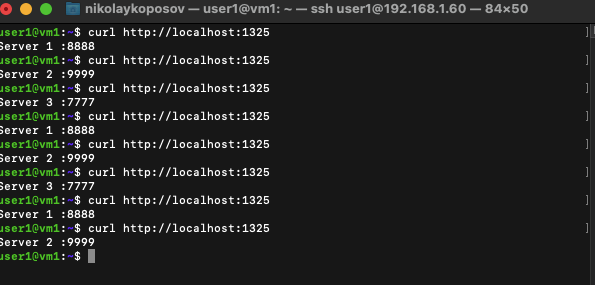 nikolaykoposov — user1@vm1: ~ — ssh user1@192.168.1.60 — 84×50
user1@vm1:~$ curl http://localhost:1325
Server 1 :8888
user1@vm1:~$ curl http://localhost:1325
Server 2 :9999
user1@vm1:~$ curl http://localhost:1325
Server 3 :7777
user1@vm1:~$ curl http://localhost:1325
Server 1 :8888
user1@vm1:~$ curl http://localhost:1325
Server 2 :9999
user1@vm1:~$ curl http://localhost:1325
Server 3 :7777
user1@vm1:~$ curl http://localhost:1325
Server 1 :8888
user1@vm1:~$ curl http://localhost:1325
Server 2 :9999
user1@vm1:~$